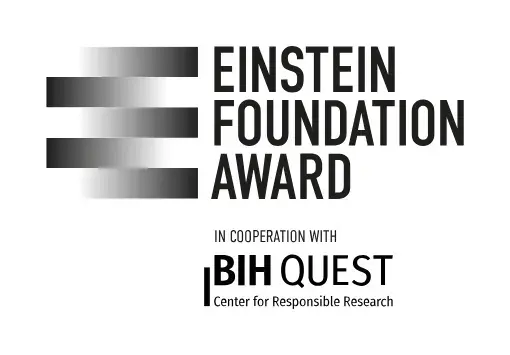 EINSTEIN
FOUNDATION
AWARD
IN COOPERATION WITH
BIH QUEST
Center for Responsible Research